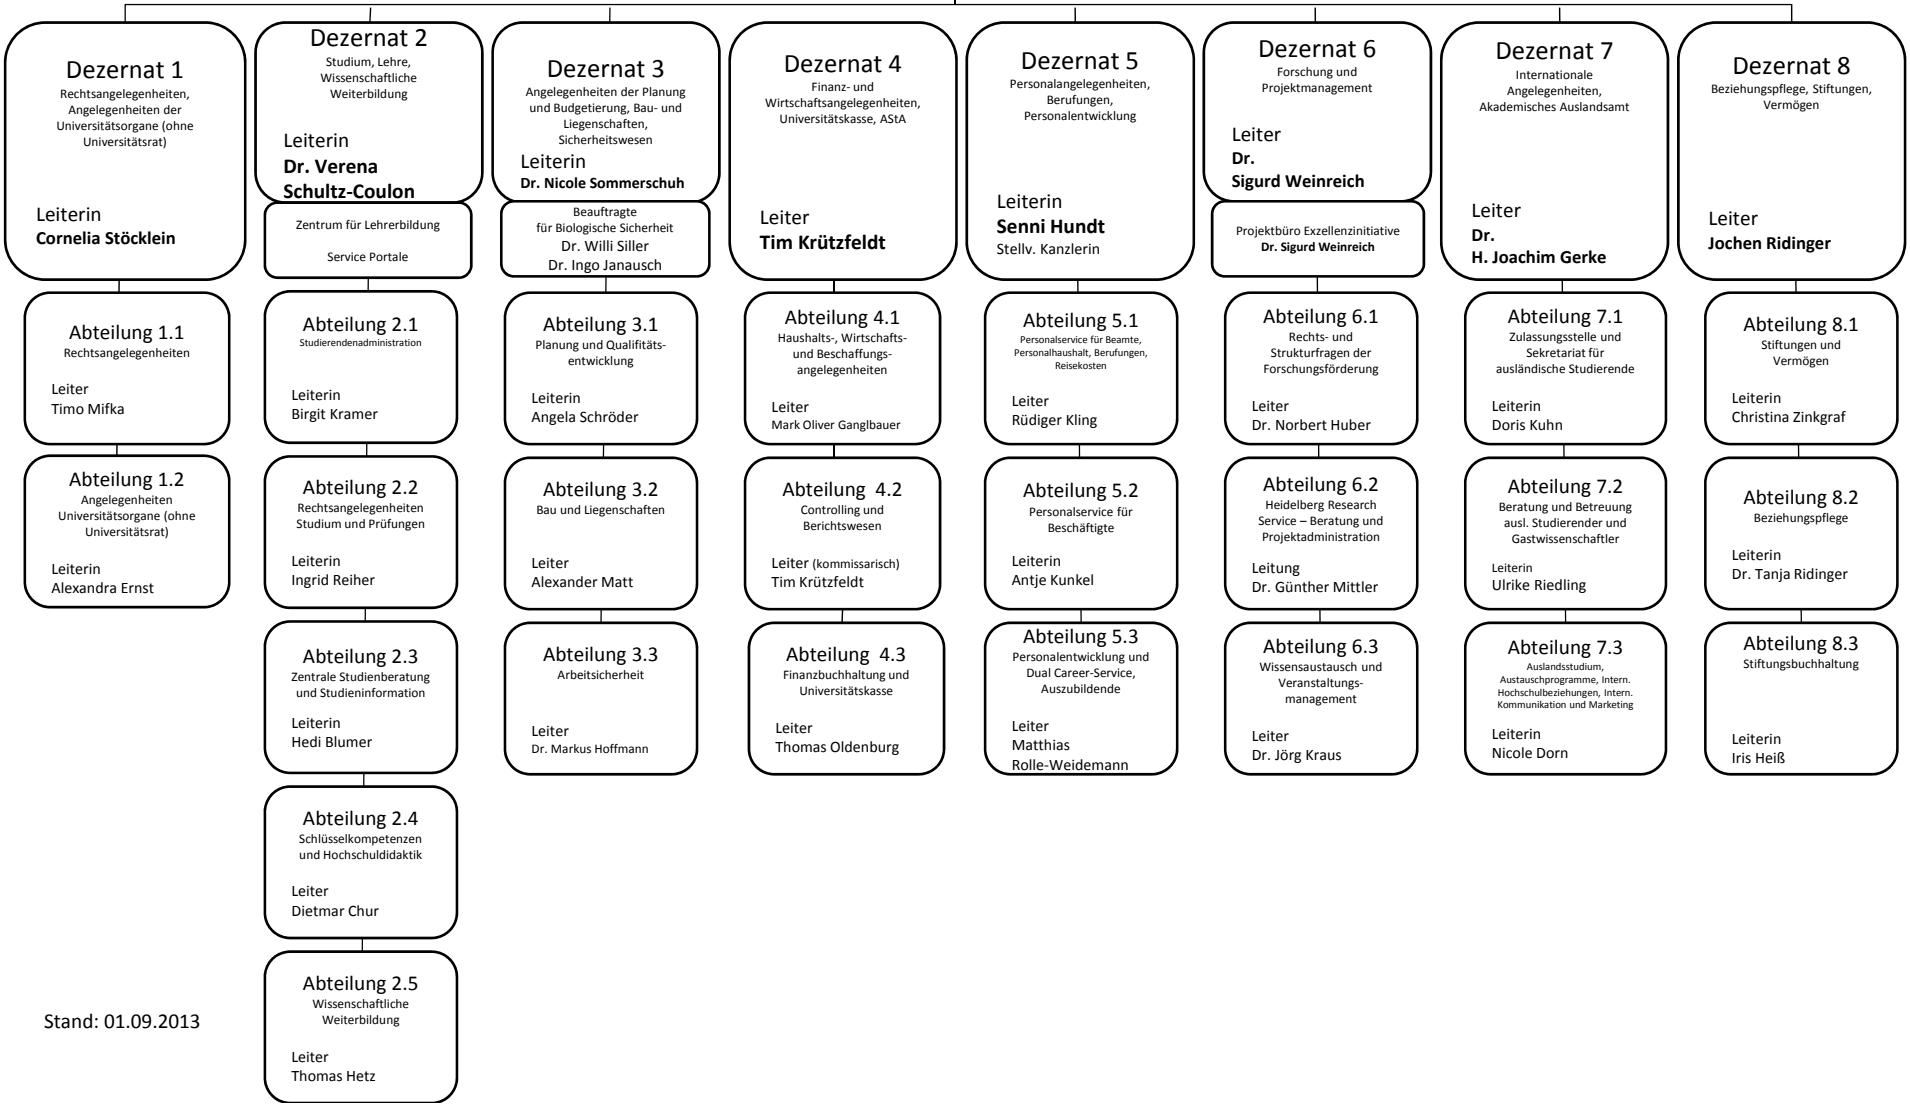 Dezernat 1
Rechtsangelegenheiten,
Angelegenheiten der
Universitätsorgane (ohne
Universitätsrat)
Leiterin
Cornelia Stöcklein
Abteilung 1.1
Rechtsangelegenheiten
Leiter
Timo Mifka
Abteilung 1.2
Angelegenheiten
Universitätsorgane (ohne
Universitätsrat)
Leiterin
Alexandra Ernst
Dezernat 2
Studium, Lehre,
Wissenschaftliche
Weiterbildung
Leiterin
Dr. Verena
Schultz-Coulon
Zentrum für Lehrerbildung
Service Portale
Abteilung 2.1
Studierendenadministration
Leiterin
Birgit Kramer
Abteilung 2.2
Rechtsangelegenheiten
Studium und Prüfungen
Leiterin
Ingrid Reiher
Abteilung 2.3
Zentrale Studienberatung
und Studieninformation
Leiterin
Hedi Blumer
Abteilung 2.4
Schlüsselkompetenzen
und Hochschuldidaktik
Leiter
Dietmar Chur
Abteilung 2.5
Wissenschaftliche
Weiterbildung
Leiter
Thomas Hetz
Dezernat 3
Angelegenheiten der Planung
und Budgetierung, Bau- und
Liegenschaften,
Sicherheitswesen
Leiterin
Dr. Nicole Sommerschuh
Beauftragte
für Biologische Sicherheit
Dr. Willi Siller
Dr. Ingo Janausch
Abteilung 3.1
Planung und Qualifitäts-
entwicklung
Leiterin
Angela Schröder
Abteilung 3.2
Bau und Liegenschaften
Leiter
Alexander Matt
Abteilung 3.3
Arbeitsicherheit
Leiter
Dr. Markus Hoffmann
Dezernat 4
Finanz- und
Wirtschaftsangelegenheiten,
Universitätskasse, AStA
Leiter
Tim Krützfeldt
Abteilung 4.1
Haushalts-, Wirtschafts-
und Beschaffungs-
angelegenheiten
Leiter
Mark Oliver Ganglbauer
Abteilung 4.2
Controlling und
Berichtswesen
Leiter (kommissarisch)
Tim Krützfeldt
Abteilung 4.3
Finanzbuchhaltung und
Universitätskasse
Leiter
Thomas Oldenburg
Dezernat 5
Personalangelegenheiten,
Berufungen,
Personalentwicklung
Leiterin
Senni Hundt
Stellv. Kanzlerin
Abteilung 5.1
Personalservice für Beamte,
Personalhaushalt, Berufungen,
Reisekosten
Leiter
Rüdiger Kling
Abteilung 5.2
Personalservice für
Beschäftigte
Leiterin
Antje Kunkel
Abteilung 5.3
Personalentwicklung und
Dual Career-Service,
Auszubildende
Leiter
Matthias
Rolle-Weidemann
Dezernat 6
Forschung und
Projektmanagement
Leiter
Dr.
Sigurd Weinreich
Projektbüro Exzellenzinitiative
Dr. Sigurd Weinreich
Abteilung 6.1
Rechts- und
Strukturfragen der
Forschungsförderung
Leiter
Dr. Norbert Huber
Abteilung 6.2
Heidelberg Research
Service – Beratung und
Projektadministration
Leitung
Dr. Günther Mittler
Abteilung 6.3
Wissensaustausch und
Veranstaltungs-
management
Leiter
Dr. Jörg Kraus
Dezernat 7
Internationale
Angelegenheiten,
Akademisches Auslandsamt
Leiter
Dr.
H. Joachim Gerke
Abteilung 7.1
Zulassungsstelle und
Sekretariat für
ausländische Studierende
Leiterin
Doris Kuhn
Abteilung 7.2
Beratung und Betreuung
ausl. Studierender und
Gastwissenschaftler
Leiterin
Ulrike Riedling
Abteilung 7.3
Auslandsstudium,
Austauschprogramme, Intern.
Hochschulbeziehungen, Intern.
Kommunikation und Marketing
Leiterin
Nicole Dorn
Dezernat 8
Beziehungspflege, Stiftungen,
Vermögen
Leiter
Jochen Ridinger
Abteilung 8.1
Stiftungen und
Vermögen
Leiterin
Christina Zinkgraf
Abteilung 8.2
Beziehungspflege
Leiterin
Dr. Tanja Ridinger
Abteilung 8.3
Stiftungsbuchhaltung
Leiterin
Iris Heiß
Stand: 01.09.2013